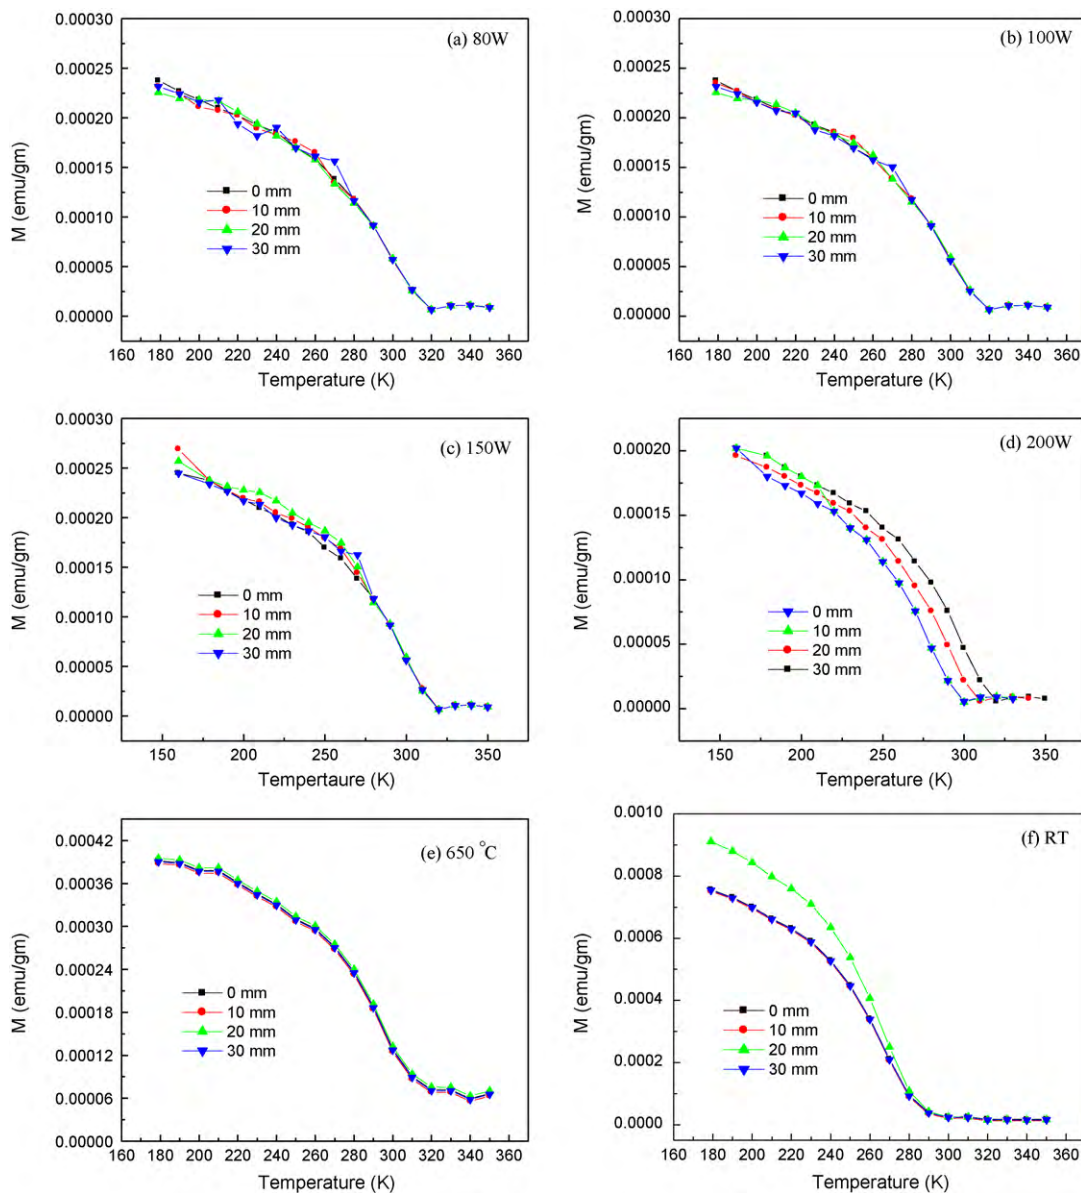 (a) 80W
M (emu/gm)
0.00030
0.00025
0.00020
0.00015
0.00010
0.00005
0.00000
0 mm
10 mm
20 mm
30 mm
160 180 200 220 240 260 280 300 320 340 360
Temperature (K)
(b) 100W
M (emu/gm)
0.00030
0.00025
0.00020
0.00015
0.00010
0.00005
0.00000
0 mm
10 mm
20 mm
30 mm
160 180 200 220 240 260 280 300 320 340 360
Temperature (K)
(c) 150W
M (emu/gm)
0.00030
0.00025
0.00020
0.00015
0.00010
0.00005
0.00000
0 mm
10 mm
20 mm
30 mm
150 200 250 300 350
Tempertaure (K)
(d) 200W
M (emu/gm)
0.00020
0.00015
0.00010
0.00005
0.00000
0 mm
10 mm
20 mm
30 mm
150 200 250 300 350
Temperature (K)
(e) 650 °C
M (emu/gm)
0.00042
0.00036
0.00030
0.00024
0.00018
0.00012
0.00006
0.00000
0 mm
10 mm
20 mm
30 mm
160 180 200 220 240 260 280 300 320 340 360
Temperature (K)
(f) RT
M (emu/gm)
0.0010
0.0008
0.0006
0.0004
0.0002
0.0000
0 mm
10 mm
20 mm
30 mm
160 180 200 220 240 260 280 300 320 340 360
Temperature (K)